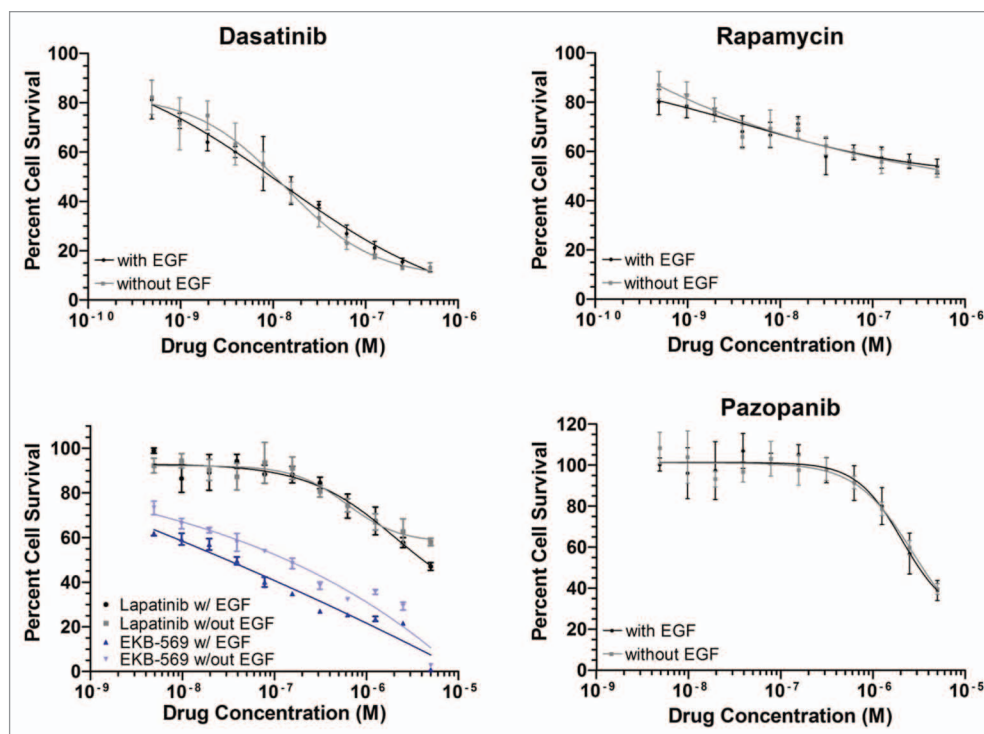 Dasatinib
Percent Cell Survival
100
80
60
40
20
0
with EGF
without EGF
10-10
10-9
10-8
10-7
10-6
Drug Concentration (M)
Rapamycin
Percent Cell Survival
100
80
60
40
20
0
with EGF
without EGF
10-10
10-9
10-8
10-7
10-6
Drug Concentration (M)
Percent Cell Survival
100
80
60
40
20
0
Lapatinib w/ EGF
Lapatinib w/out EGF
EKB-569 w/ EGF
EKB-569 w/out EGF
10-9
10-8
10-7
10-6
10-5
Drug Concentration (M)
Pazopanib
Percent Cell Survival
120
100
80
60
40
20
0
with EGF
without EGF
10-9
10-8
10-7
10-6
10-5
Drug Concentration (M)